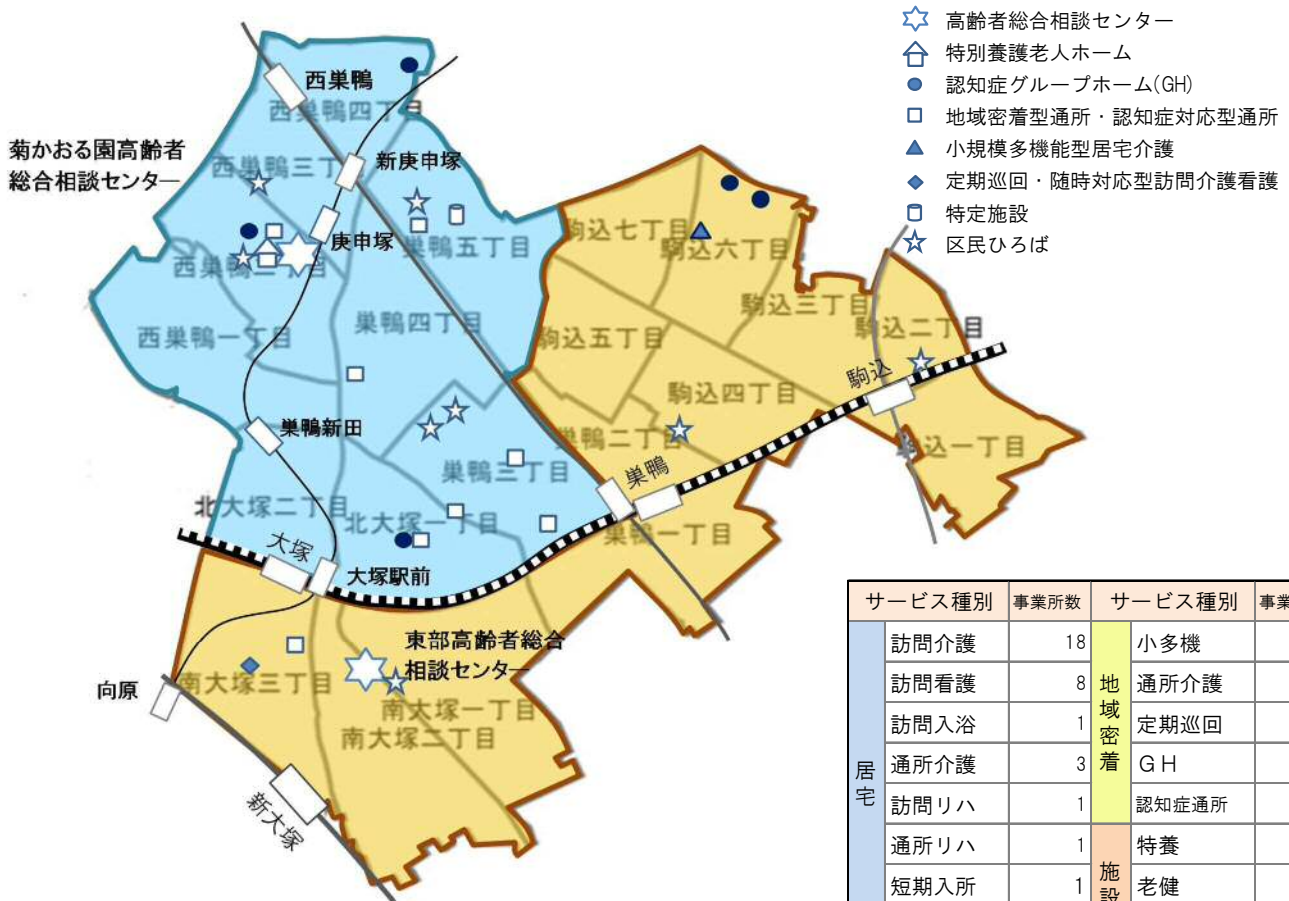 高齢者総合相談センター
特別養護老人ホーム
認知症グループホーム(GH)
地域密着型通所・認知症対応型通所
小規模多機能型居宅介護
定期巡回・随時対応型訪問介護看護
特定施設
区民ひろば
西巣鴨
西巣鴨四丁目
菊かおる園高齢者
総合相談センター
西巣鴨三丁目
新庚申塚
庚申塚
西巣鴨二丁目
巣鴨五丁目
駒込七丁目
駒込六丁目
駒込三丁目
駒込二丁目
西巣鴨一丁目
巣鴨四丁目
駒込五丁目
駒込四丁目
駒込
巣鴨新田
巣鴨二丁目
駒込一丁目
巣鴨三丁目
巣鴨
北大塚二丁目
北大塚一丁目
巣鴨一丁目
大塚
大塚駅前
東部高齢者総合
相談センター
向原
南大塚三丁目
南大塚一丁目
南大塚二丁目
新大塚
サービス種別 事業所数 サービス種別 事業
居宅
訪問介護 18
訪問看護 8
訪問入浴 1
通所介護 3
訪問リハ 1
通所リハ 1
短期入所 1
地域密着
小多機
通所介護
定期巡回
GH
認知症通所
施設
特養
老健